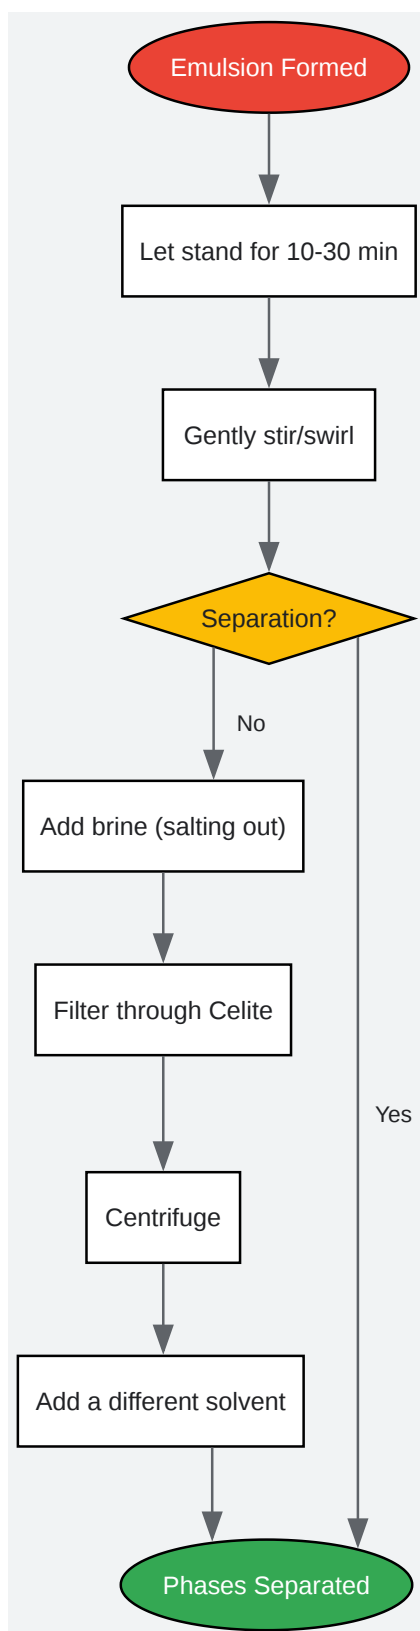 Emulsion Formed
Let stand for 10-30 min
Gently stir/swirl
Separation?
No
Add brine (salting out)
Filter through Celite
Yes
Centrifuge
Add a different solvent
Phases Separated